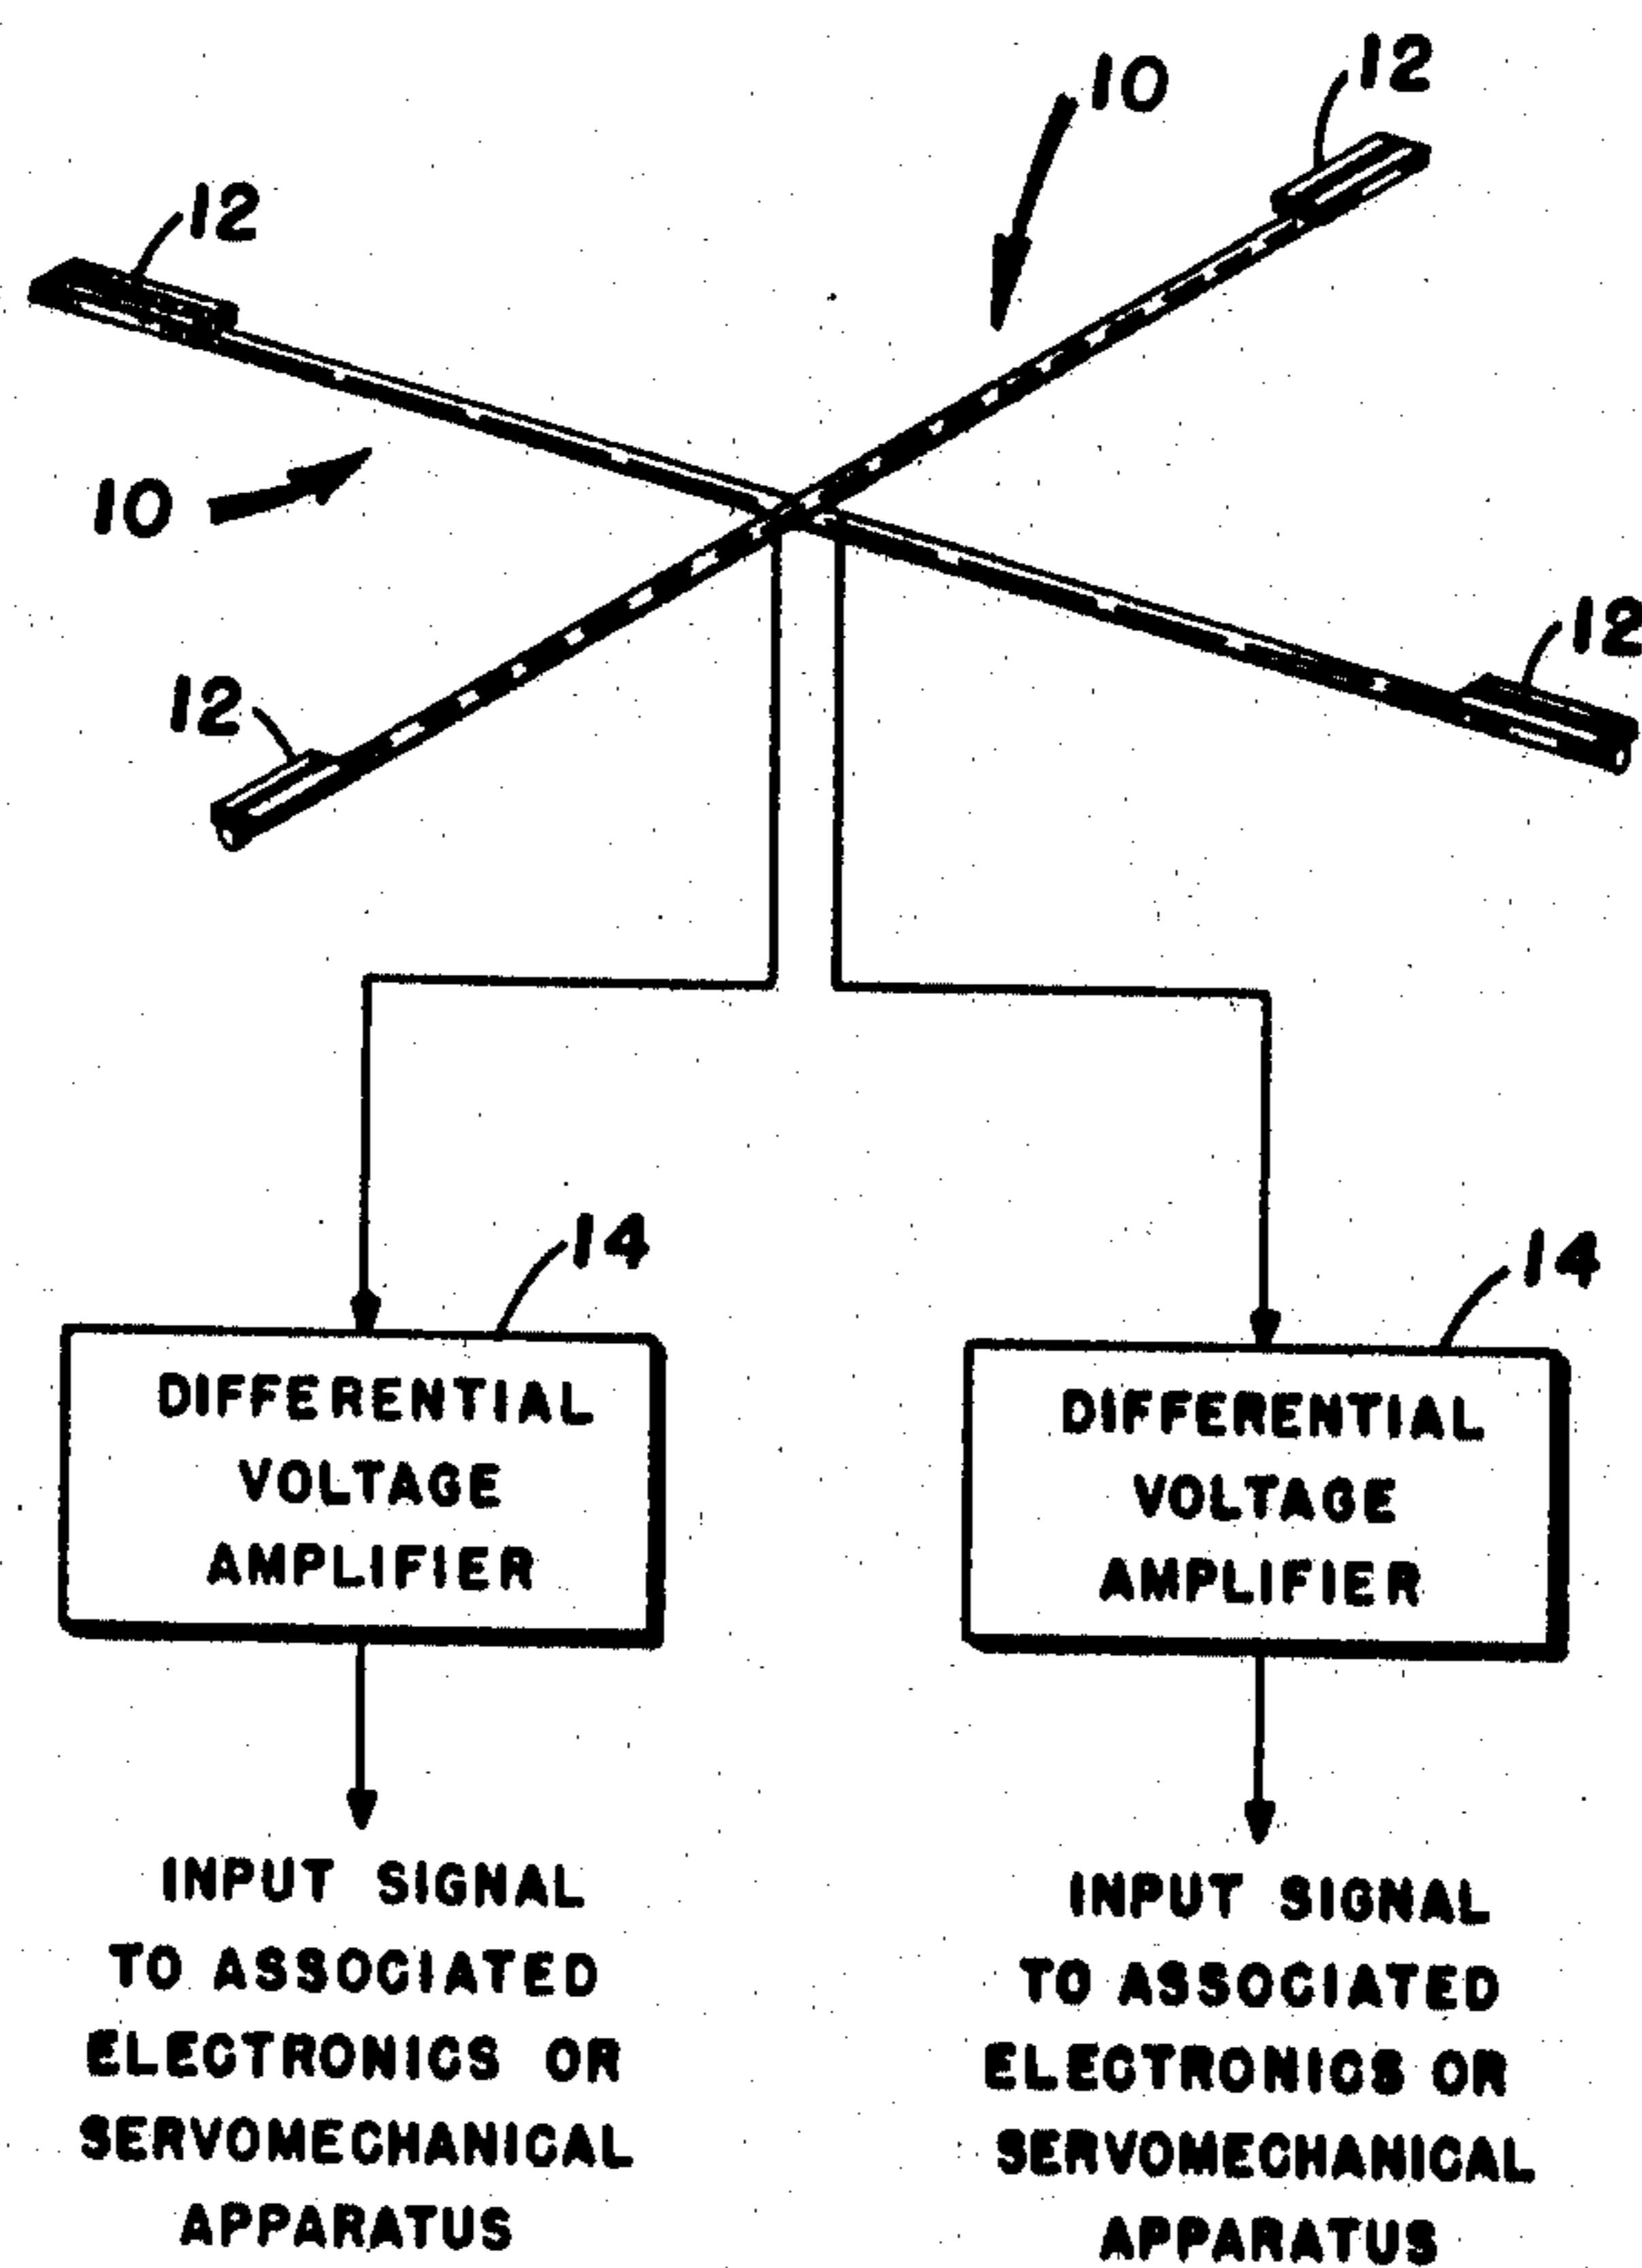 12
10
12
10
12
12
14
14
DIFFERENTIAL
VOLTAGE
AMPLIFIER
DIFFERENTIAL
VOLTAGE
AMPLIFIER
INPUT SIGNAL
TO ASSOCIATED
ELECTRONICS OR
SERVOMECHANICAL
APPARATUS
INPUT SIGNAL
TO ASSOCIATED
ELECTRONICS OR
SERVOMECHANICAL
APPARATUS